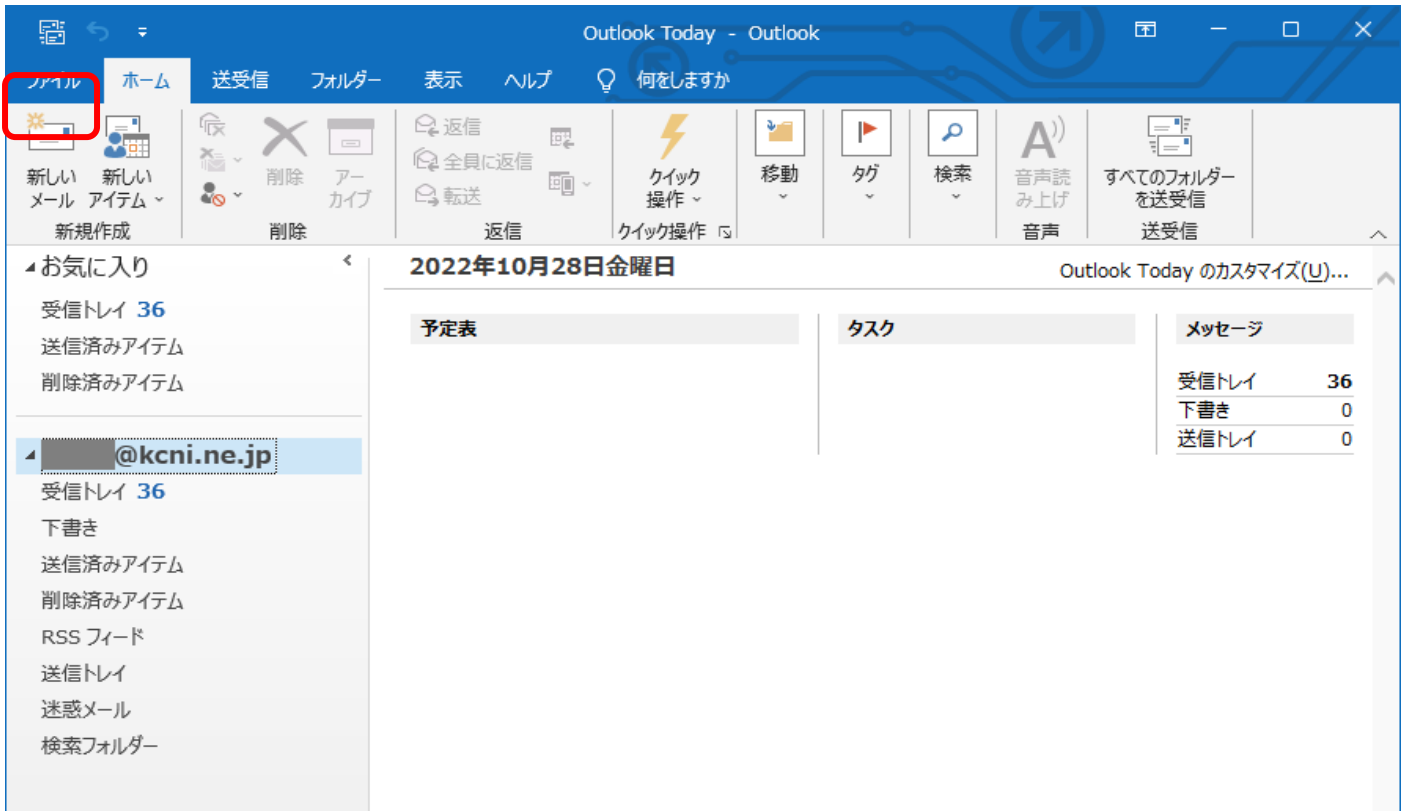 Outlook Today - Outlook
ファイル ホーム 送受信 フォルダー 表示 ヘルプ 何をしますか
新しい
メール
新しい
アイテム
新規作成
削除
アー
カイブ
削除
返信
全員に返信
転送
返信
クイック
操作
クイック操作
移動
タグ
検索
音声読
み上げ
音声
すべてのフォルダー
を送受信
送受信
お気に入り
受信トレイ 36
送信済みアイテム
削除済みアイテム
@kcni.ne.jp
受信トレイ 36
下書き
送信済みアイテム
削除済みアイテム
RSS フィード
送信トレイ
迷惑メール
検索フォルダー
2022年10月28日金曜日
Outlook Today のカスタマイズ(U)...
予定表
タスク
メッセージ
受信トレイ 36
下書き 0
送信トレイ 0